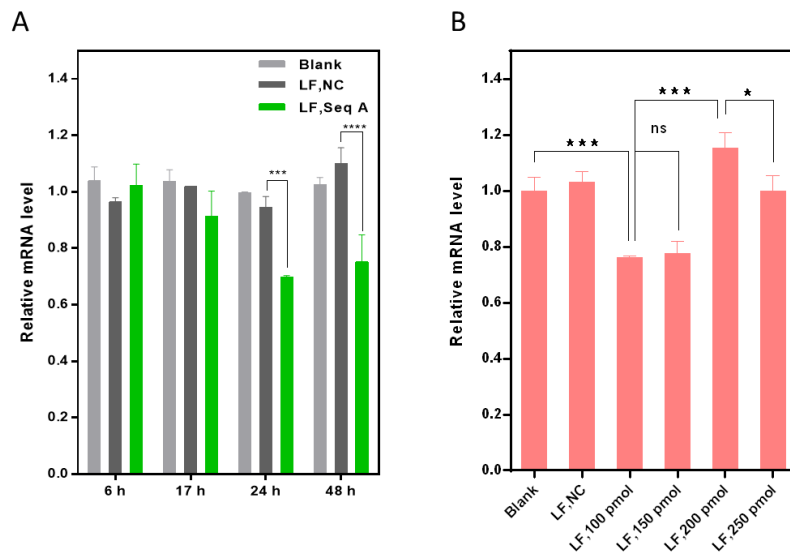 A
Relative mRNA level
1.4
1.2
1.0
0.8
0.6
0.4
0.2
0.0
Blank
LF,NC
LF,Seq A
***
****
6 h
17 h
24 h
48 h
B
Relative mRNA level
1.4
1.2
1.0
0.8
0.6
0.4
0.2
0.0
***
ns
***
*
Blank
LF,NC
LF,100 pmol
LF,150 pmol
LF,200 pmol
LF,250 pmol